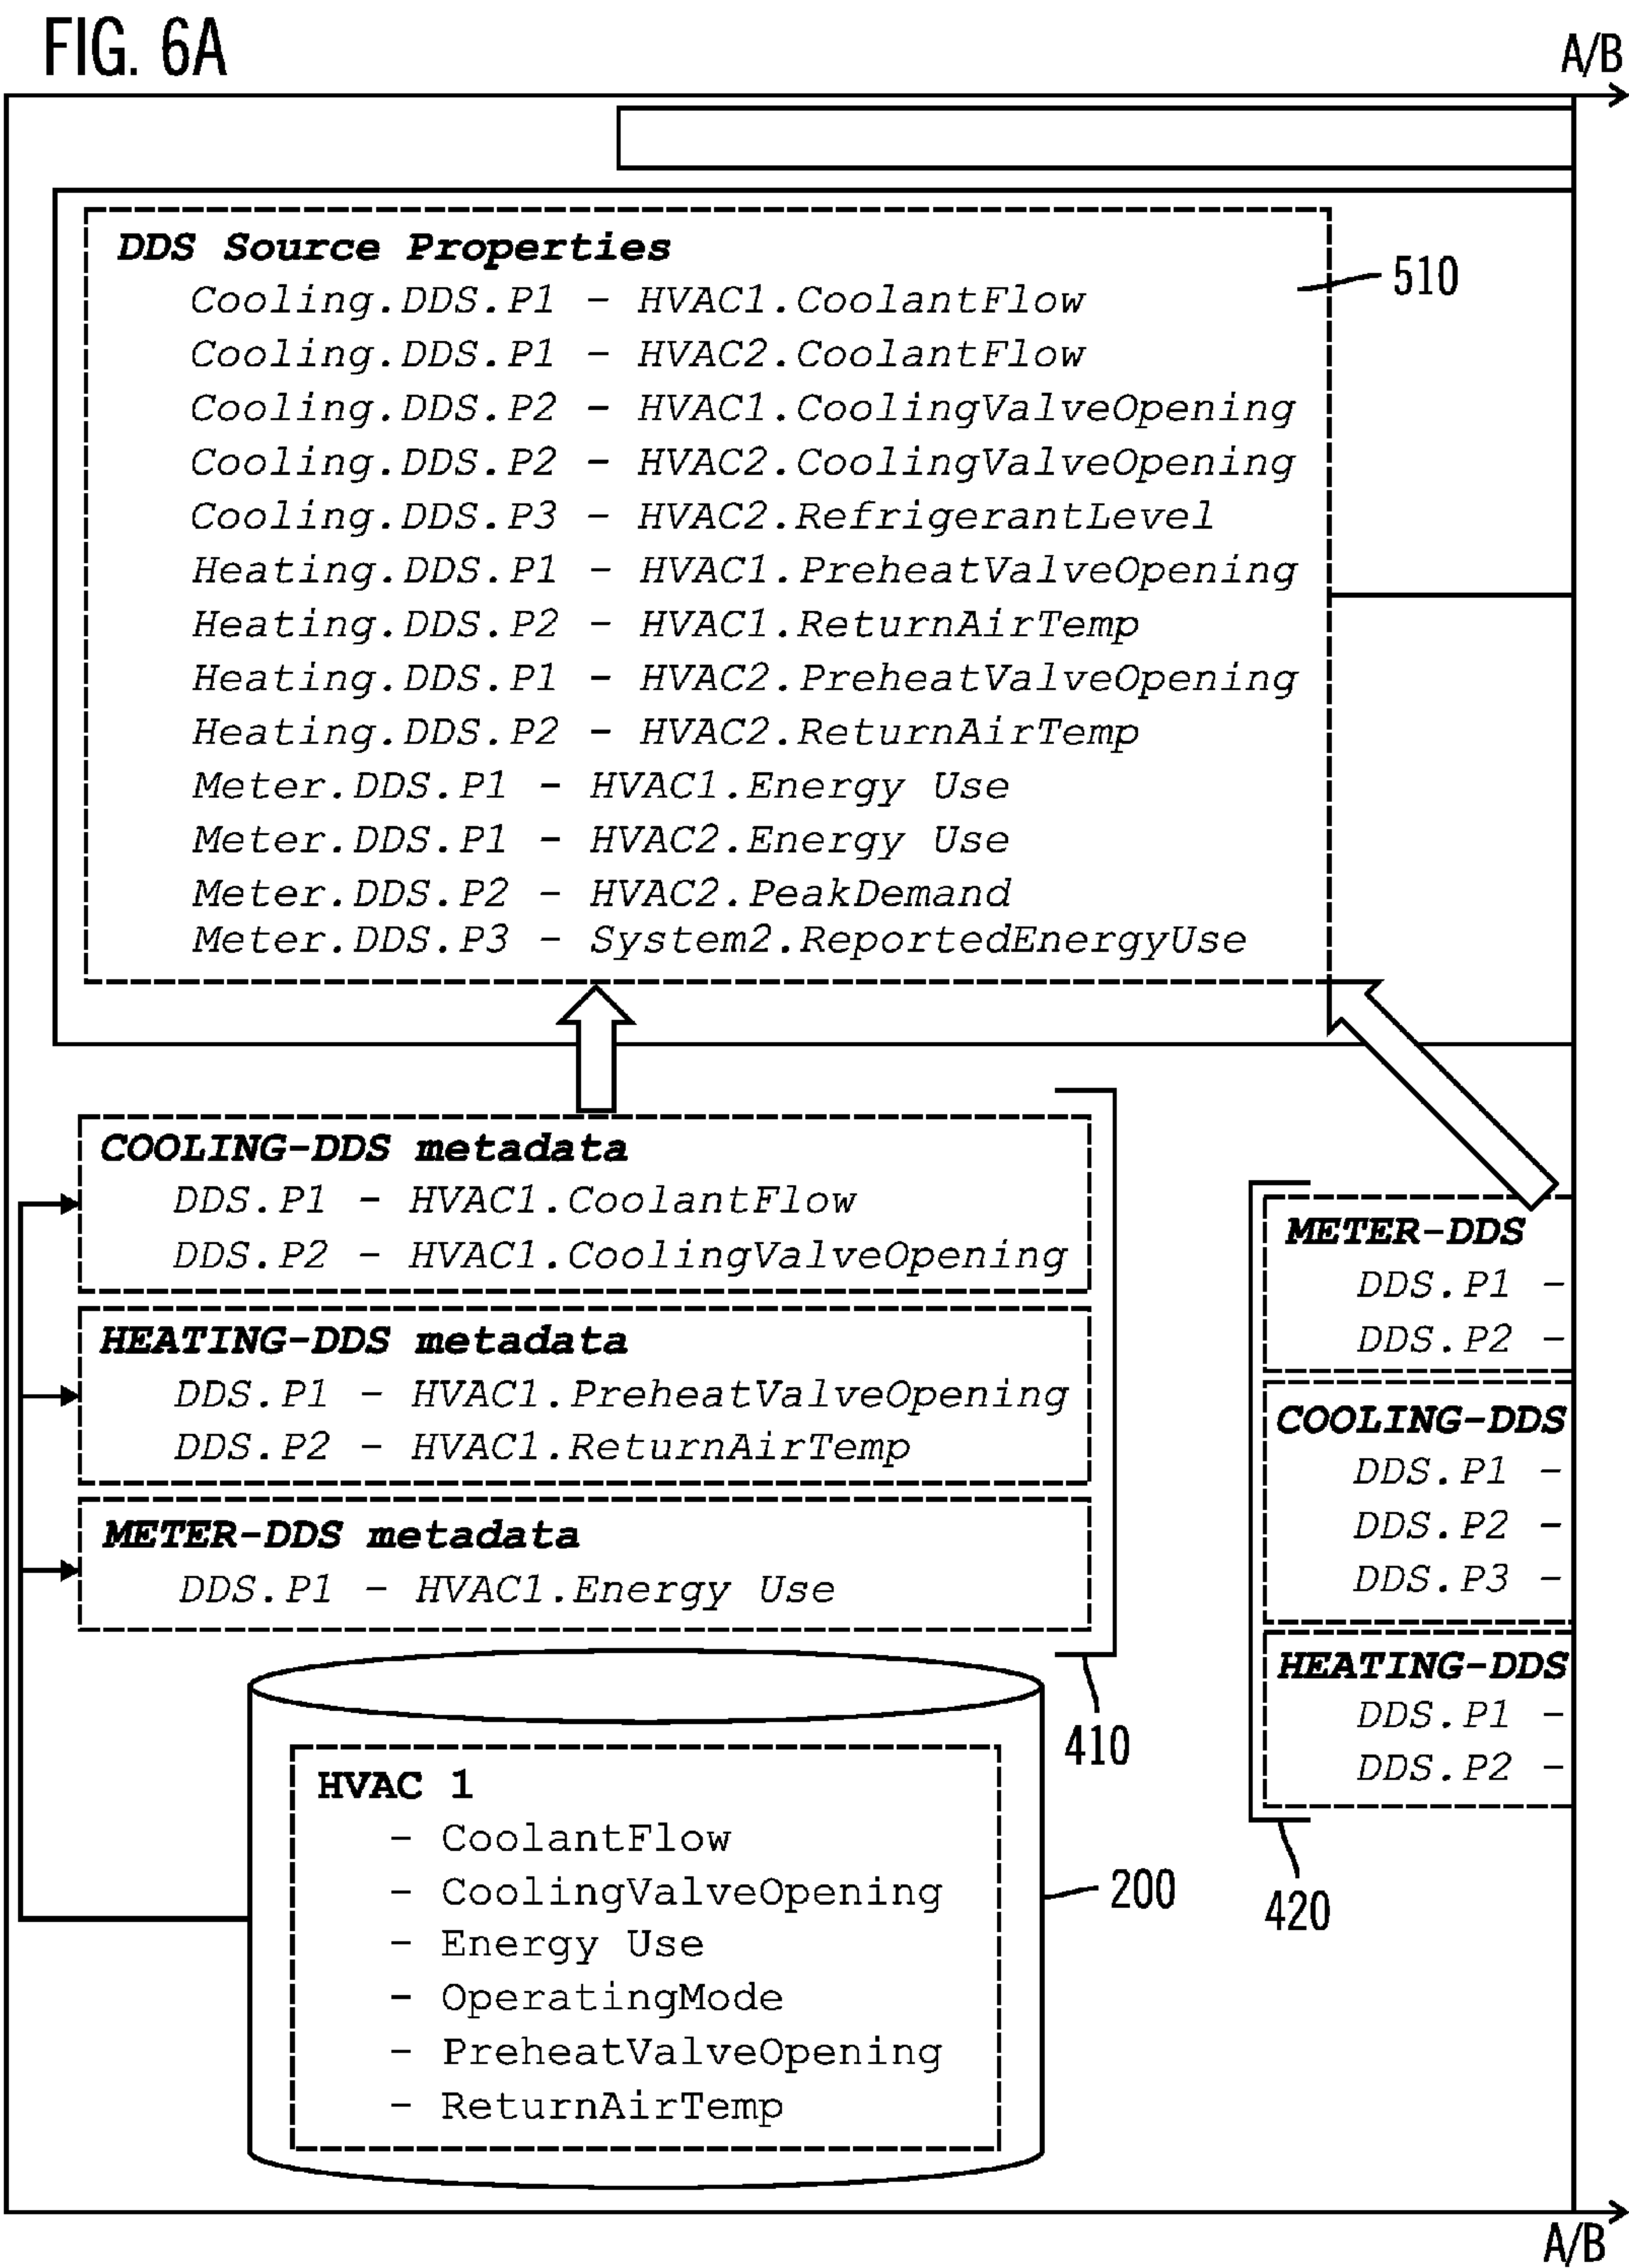 FIG. 6A
A/B
DDS Source Properties
Cooling.DDS.P1 - HVAC1.CoolantFlow
Cooling.DDS.P1 - HVAC2.CoolantFlow
Cooling.DDS.P2 - HVAC1.CoolingValveOpening
Cooling.DDS.P2 - HVAC2.CoolingValveOpening
Cooling.DDS.P3 - HVAC2.RefrigerantLevel
Heating.DDS.P1 - HVAC1.PreheatValveOpening
Heating.DDS.P2 - HVAC1.ReturnAirTemp
Heating.DDS.P1 - HVAC2.PreheatValveOpening
Heating.DDS.P2 - HVAC2.ReturnAirTemp
Meter.DDS.P1 - HVAC1.Energy Use
Meter.DDS.P1 - HVAC2.Energy Use
Meter.DDS.P2 - HVAC2.PeakDemand
Meter.DDS.P3 - System2.ReportedEnergyUse
510
COOLING-DDS metadata
DDS.P1 - HVAC1.CoolantFlow
DDS.P2 - HVAC1.CoolingValveOpening
HEATING-DDS metadata
DDS.P1 - HVAC1.PreheatValveOpening
DDS.P2 - HVAC1.ReturnAirTemp
METER-DDS metadata
DDS.P1 - HVAC1.Energy Use
410
METER-DDS
DDS.P1 -
DDS.P2 -
COOLING-DDS
DDS.P1 -
DDS.P2 -
DDS.P3 -
HEATING-DDS
DDS.P1 -
DDS.P2 -
420
HVAC 1
- CoolantFlow
- CoolingValveOpening
- Energy Use
- OperatingMode
- PreheatValveOpening
- ReturnAirTemp
200
A/B